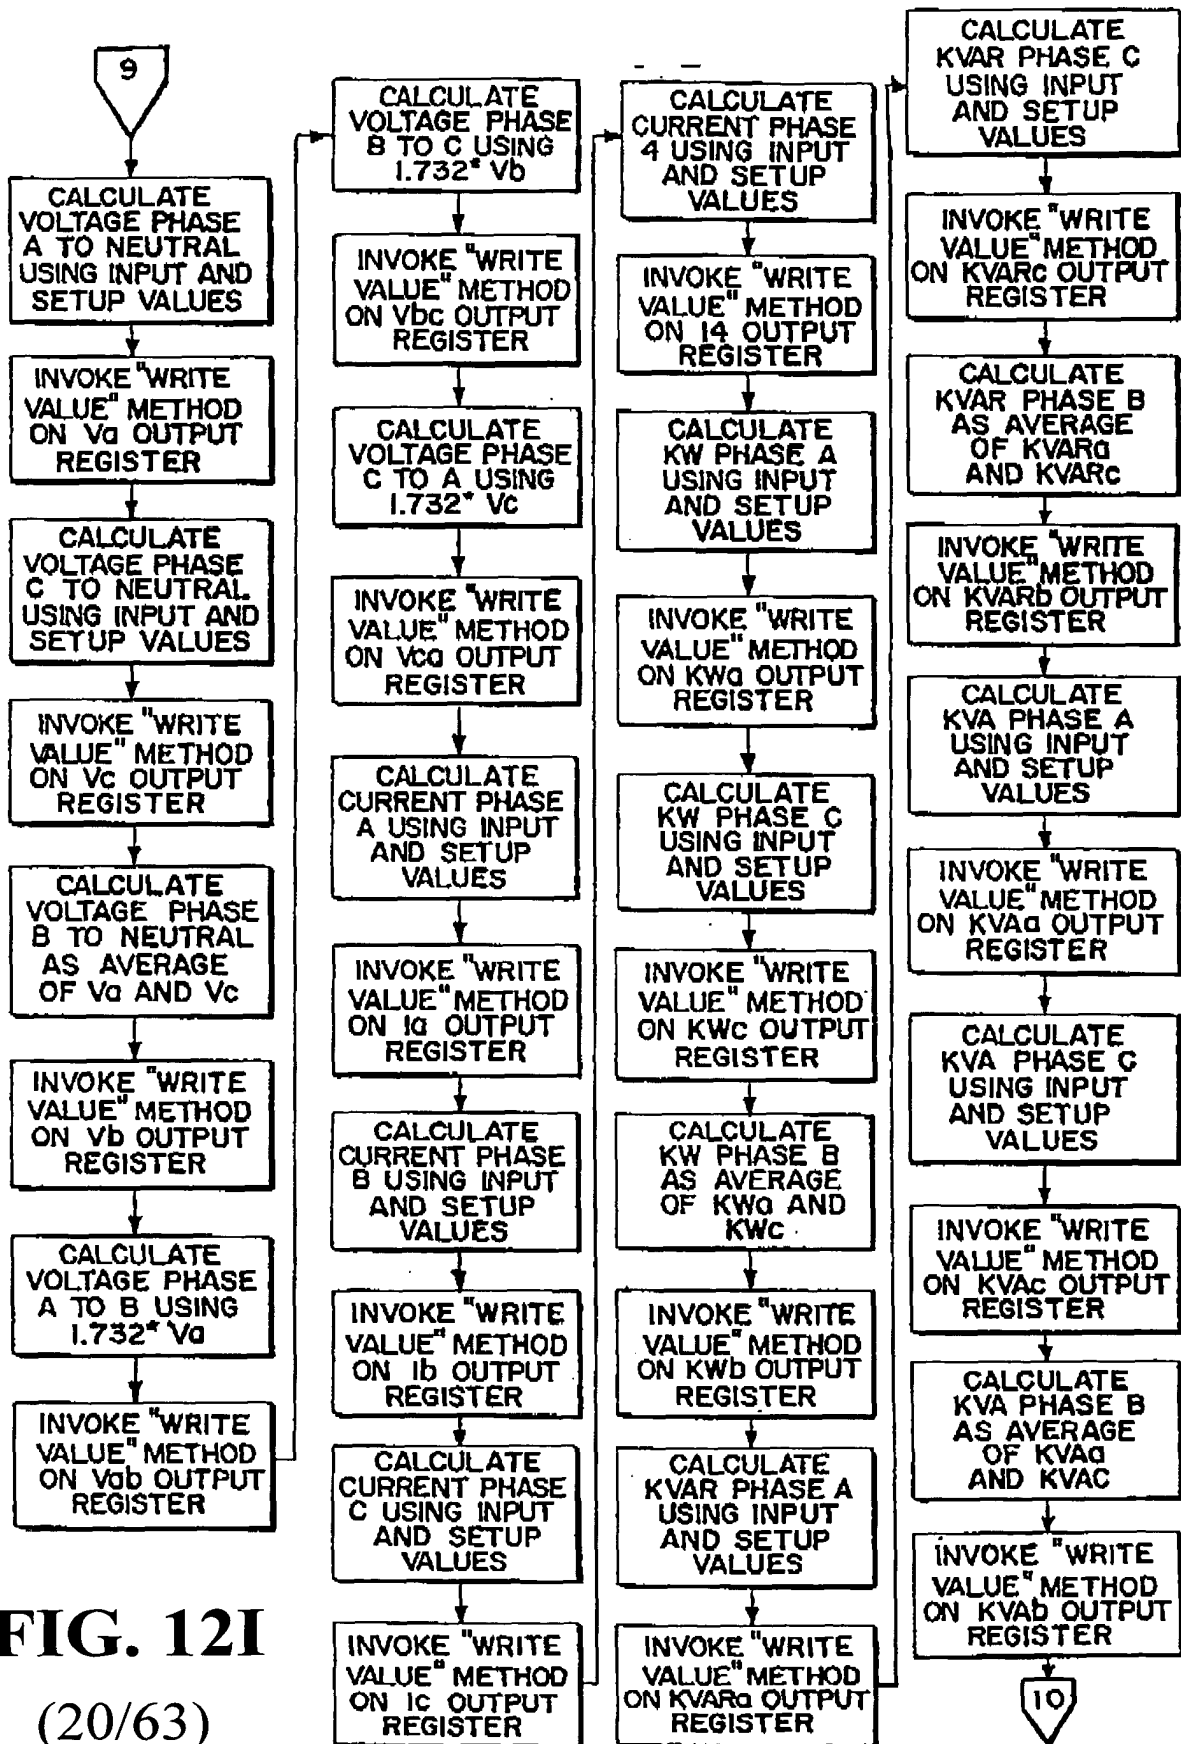 9
CALCULATE
VOLTAGE PHASE
A TO NEUTRAL
USING INPUT AND
SETUP VALUES
INVOKE "WRITE
VALUE" METHOD
ON Va OUTPUT
REGISTER
CALCULATE
VOLTAGE PHASE
C TO NEUTRAL
USING INPUT AND
SETUP VALUES
INVOKE "WRITE
VALUE" METHOD
ON Vc OUTPUT
REGISTER
CALCULATE
VOLTAGE PHASE
B TO NEUTRAL
AS AVERAGE
OF Va AND Vc
INVOKE "WRITE
VALUE" METHOD
ON Vb OUTPUT
REGISTER
CALCULATE
VOLTAGE PHASE
A TO B USING
1.732* Va
INVOKE "WRITE
VALUE" METHOD
ON Vab OUTPUT
REGISTER
CALCULATE
VOLTAGE PHASE
B TO C USING
1.732* Vb
INVOKE "WRITE
VALUE" METHOD
ON Vbc OUTPUT
REGISTER
CALCULATE
VOLTAGE PHASE
C TO A USING
1.732* Vc
INVOKE "WRITE
VALUE" METHOD
ON Vca OUTPUT
REGISTER
CALCULATE
CURRENT PHASE
A USING INPUT
AND SETUP
VALUES
INVOKE "WRITE
VALUE" METHOD
ON Ia OUTPUT
REGISTER
CALCULATE
CURRENT PHASE
B USING INPUT
AND SETUP
VALUES
INVOKE "WRITE
VALUE" METHOD
ON Ib OUTPUT
REGISTER
CALCULATE
CURRENT PHASE
C USING INPUT
AND SETUP
VALUES
INVOKE "WRITE
VALUE" METHOD
ON Ic OUTPUT
REGISTER
CALCULATE
CURRENT PHASE
4 USING INPUT
AND SETUP
VALUES
INVOKE "WRITE
VALUE" METHOD
ON I4 OUTPUT
REGISTER
CALCULATE
KW PHASE A
USING INPUT
AND SETUP
VALUES
INVOKE "WRITE
VALUE" METHOD
ON KWa OUTPUT
REGISTER
CALCULATE
KW PHASE C
USING INPUT
AND SETUP
VALUES
INVOKE "WRITE
VALUE" METHOD
ON KWc OUTPUT
REGISTER
CALCULATE
KW PHASE B
AS AVERAGE
OF KWa AND
KWc
INVOKE "WRITE
VALUE" METHOD
ON KWb OUTPUT
REGISTER
CALCULATE
KVAR PHASE A
USING INPUT
AND SETUP
VALUES
INVOKE "WRITE
VALUE" METHOD
ON KVARa OUTPUT
REGISTER
CALCULATE
KVAR PHASE C
USING INPUT
AND SETUP
VALUES
INVOKE "WRITE
VALUE" METHOD
ON KVARc OUTPUT
REGISTER
CALCULATE
KVAR PHASE B
AS AVERAGE
OF KVARa
AND KVARc
INVOKE "WRITE
VALUE" METHOD
ON KVARb OUTPUT
REGISTER
CALCULATE
KVA PHASE A
USING INPUT
AND SETUP
VALUES
INVOKE "WRITE
VALUE" METHOD
ON KVAa OUTPUT
REGISTER
CALCULATE
KVA PHASE C
USING INPUT
AND SETUP
VALUES
INVOKE "WRITE
VALUE" METHOD
ON KVAc OUTPUT
REGISTER
CALCULATE
KVA PHASE B
AS AVERAGE
OF KVAa
AND KVAC
INVOKE "WRITE
VALUE" METHOD
ON KVAb OUTPUT
REGISTER
10
FIG. 12I
(20/63)